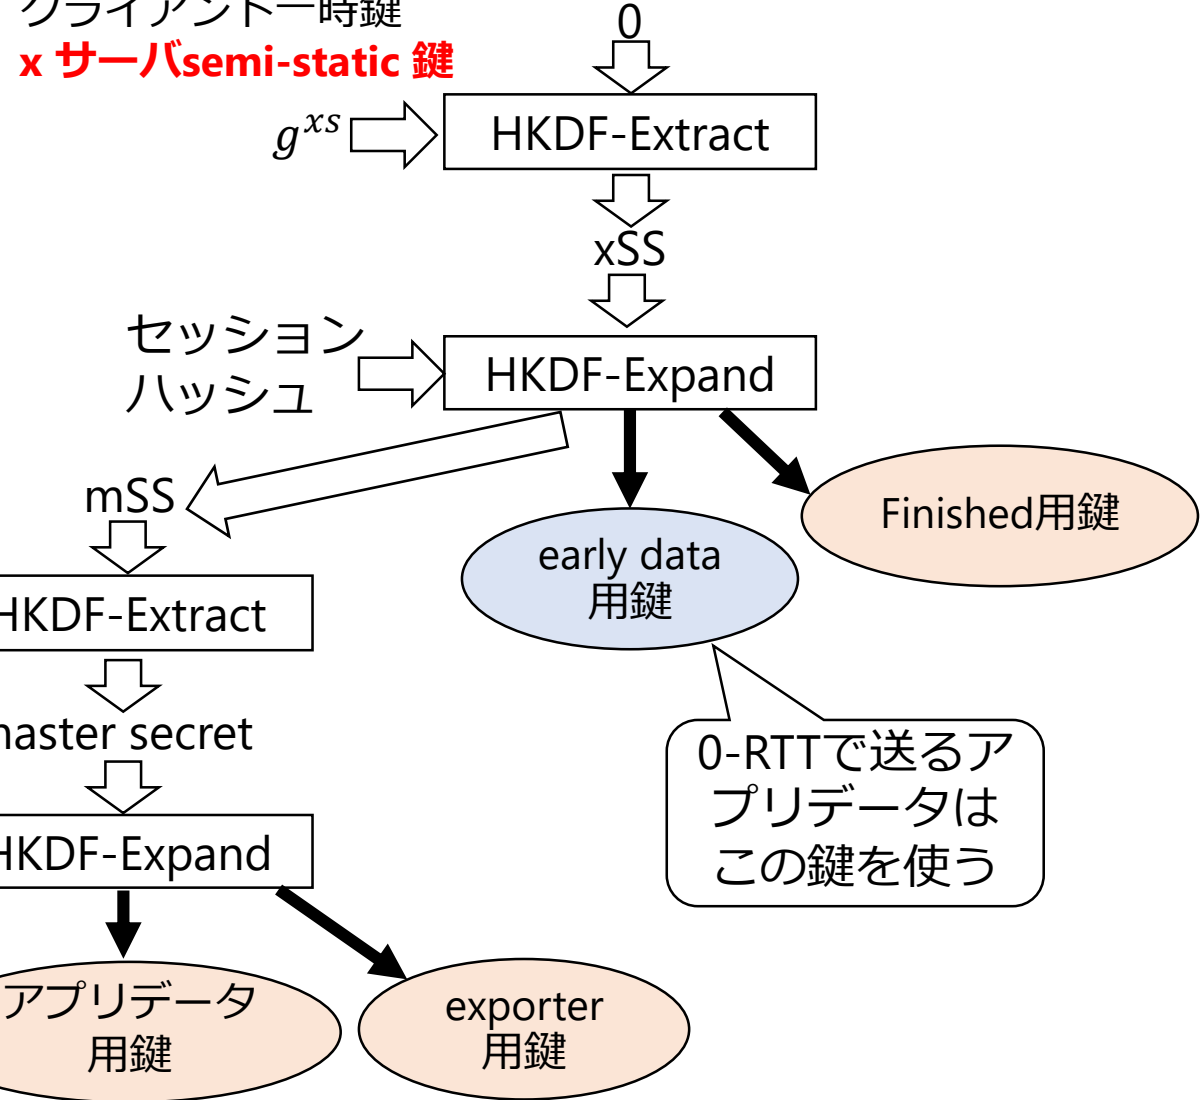 クライアント一時鍵
x サーバsemi-static 鍵
0
g^{xs}
HKDF-Extract
xSS
セッション
ハッシュ
HKDF-Expand
mSS
early data
用鍵
Finished用鍵
HKDF-Extract
master secret
0-RTTで送るア
プリデータは
この鍵を使う
HKDF-Expand
アプリデータ
用鍵
exporter
用鍵